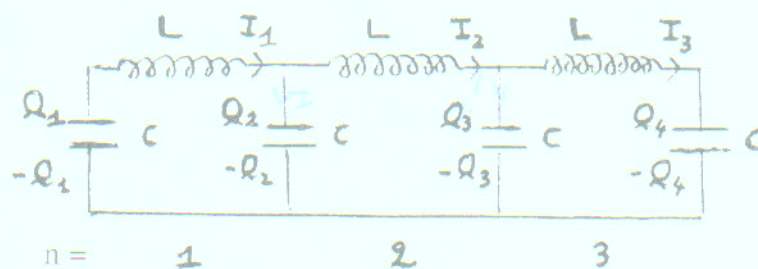 L I₁ L I₂ L I₃
Q₁ C Q₂ C Q₃ C Q₄ C
-Q₁ -Q₂ -Q₃ -Q₄
n = 1 2 3